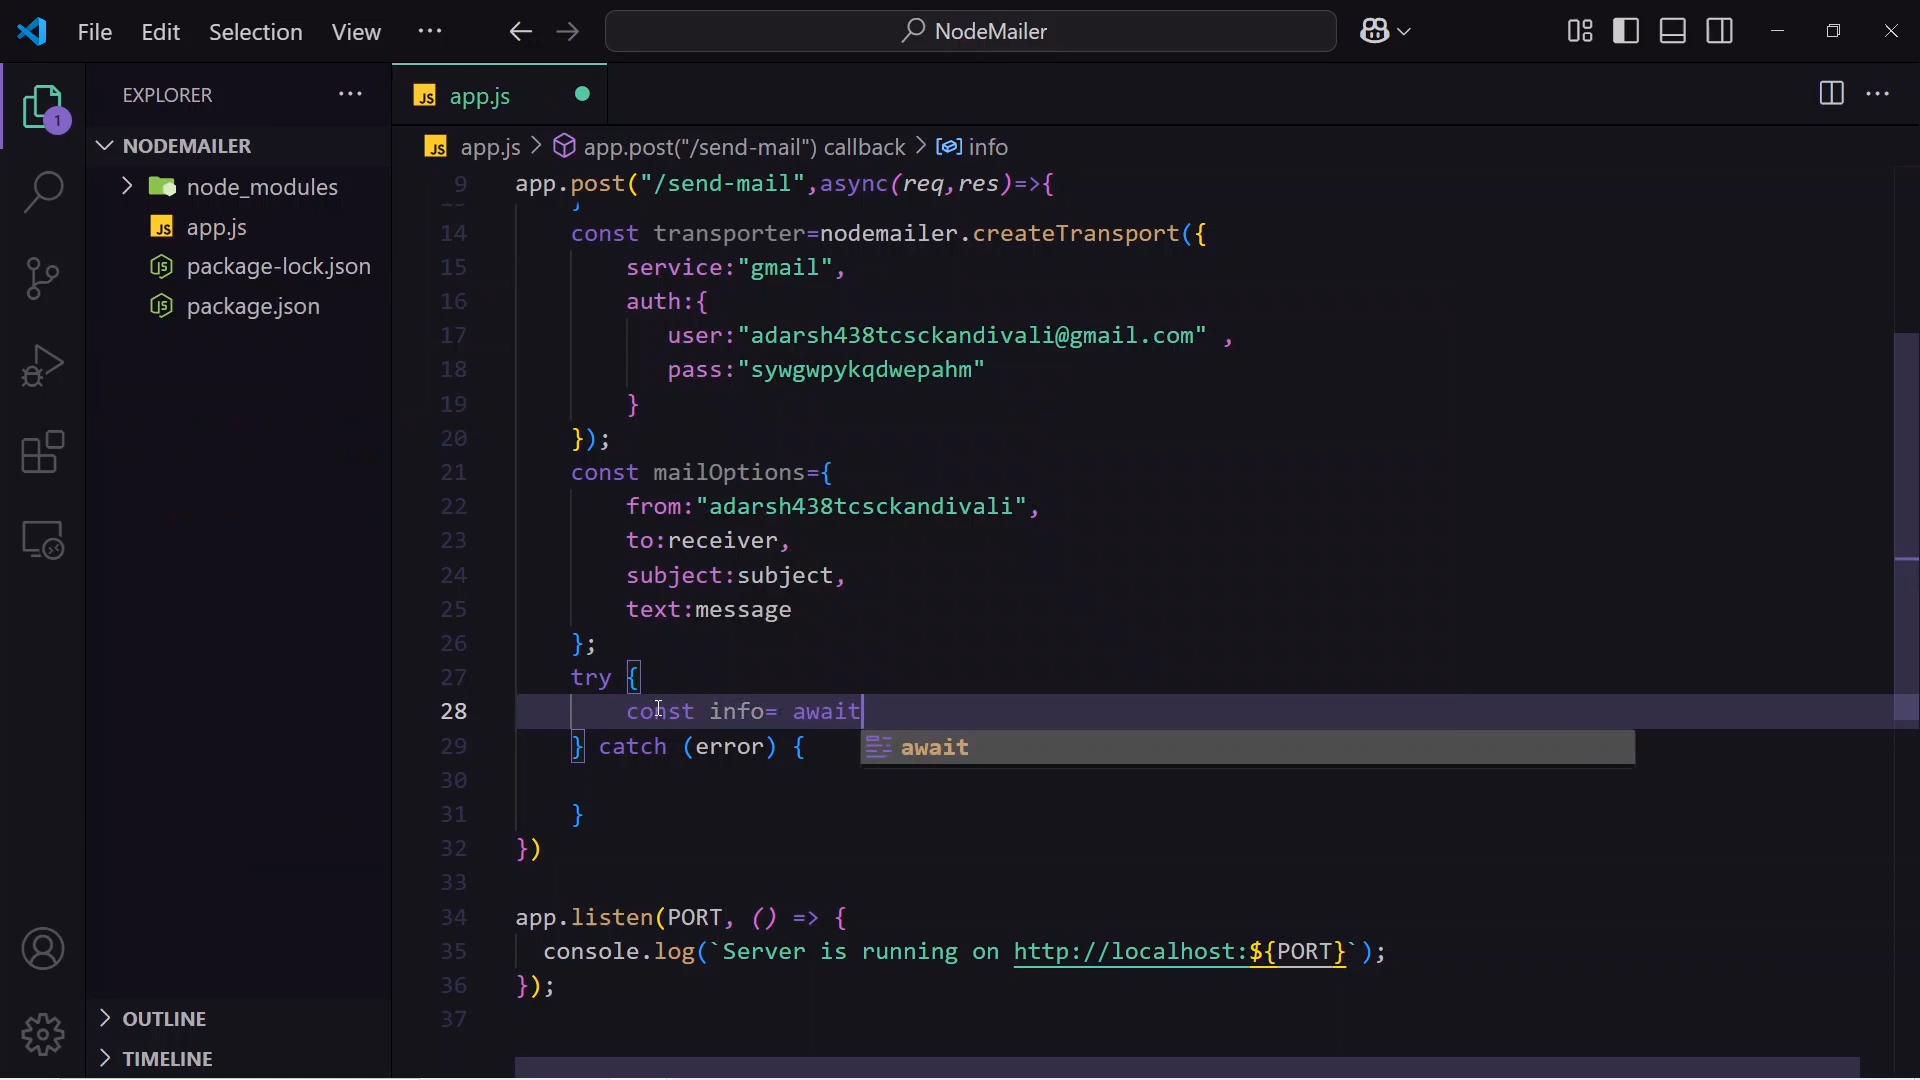 File Edit Selection View ··· NodeMailer
EXPLORER ···
app.js
NODEMAILER
app.js > app.post("/send-mail") callback > info
node_modules
app.js
package-lock.json
package.json
1
9 app.post("/send-mail",async(req,res)=>{
14 const transporter=nodemailer.createTransport({
15 service:"gmail",
16 auth:{
17 user:"adarsh438tcsckandivali@gmail.com" ,
18 pass:"sywgwpykqdwepahm"
19 }
20 });
21 const mailOptions={
22 from:"adarsh438tcsckandivali",
23 to:receiver,
24 subject:subject,
25 text:message
26 };
27 try {
28 const info= await
29 } catch (error) {
await
30
31 }
32 })
33
34 app.listen(PORT, () => {
35 console.log(`Server is running on http://localhost:${PORT}`);
36 });
37
OUTLINE
TIMELINE